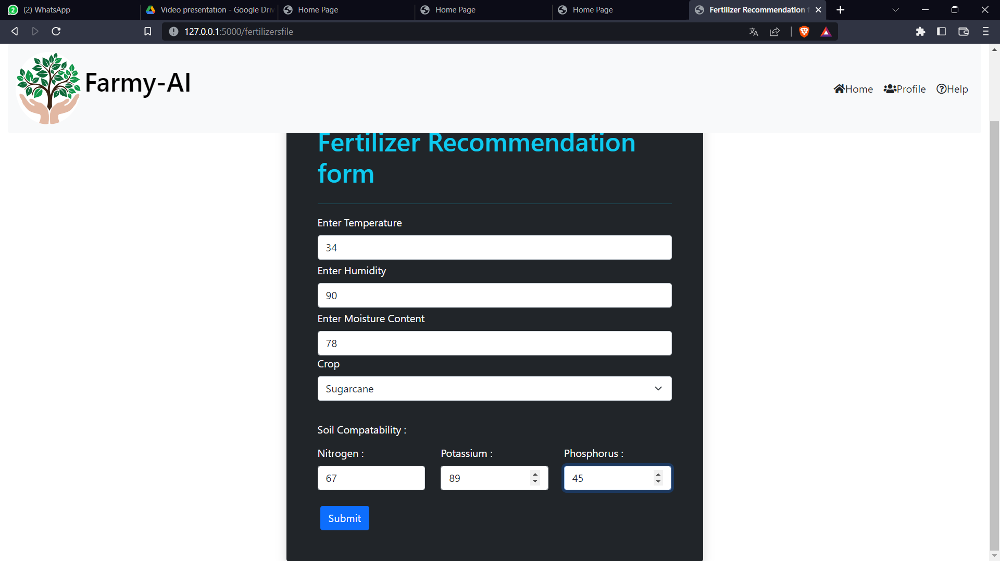 2 (2) WhatsApp
Video presentation - Google Driv
Home Page
Home Page
Home Page
Fertilizer Recommendation f
127.0.0.1:5000/fertilizersfile
Farmy-AI
Home Profile Help
Fertilizer Recommendation
form
Enter Temperature
34
Enter Humidity
90
Enter Moisture Content
78
Crop
Sugarcane
Soil Compatability :
Nitrogen : Potassium : Phosphorus :
67 89 45
Submit